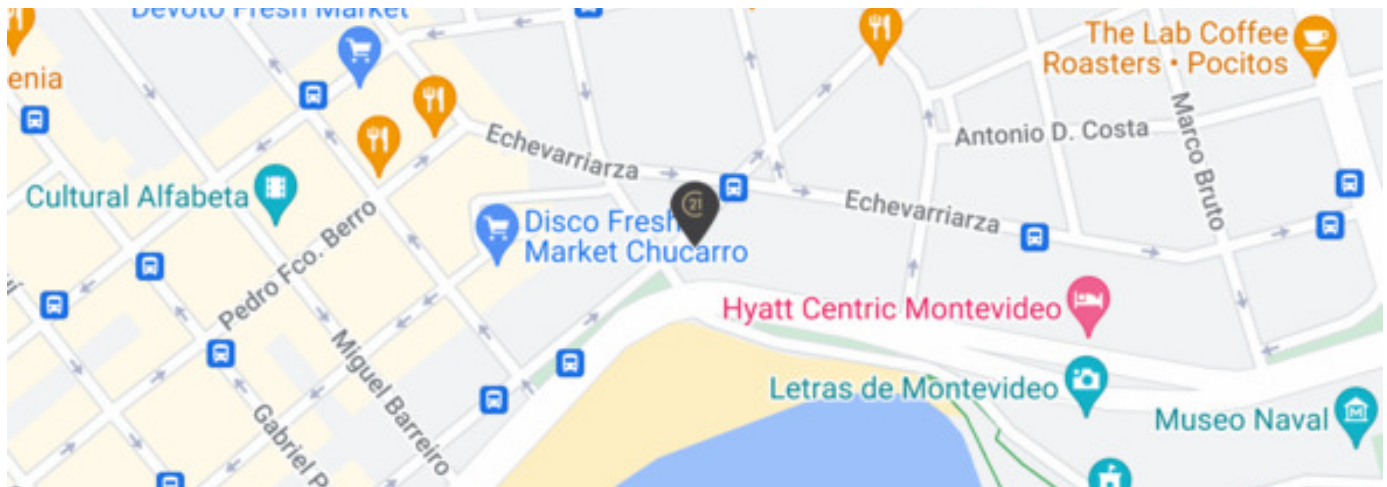 Devoto Fresh Market
The Lab Coffee
Roasters • Pocitos
enia
Echevarriarza
Antonio D. Costa
Marco Bruto
Cultural Alfabeta
Pedro Fco. Berro
21
Disco Fresh
Market Chucarro
Echevarriarza
Hyatt Centric Montevideo
Miguel Barreiro
Letras de Montevideo
Gabriel P
Museo Naval
M